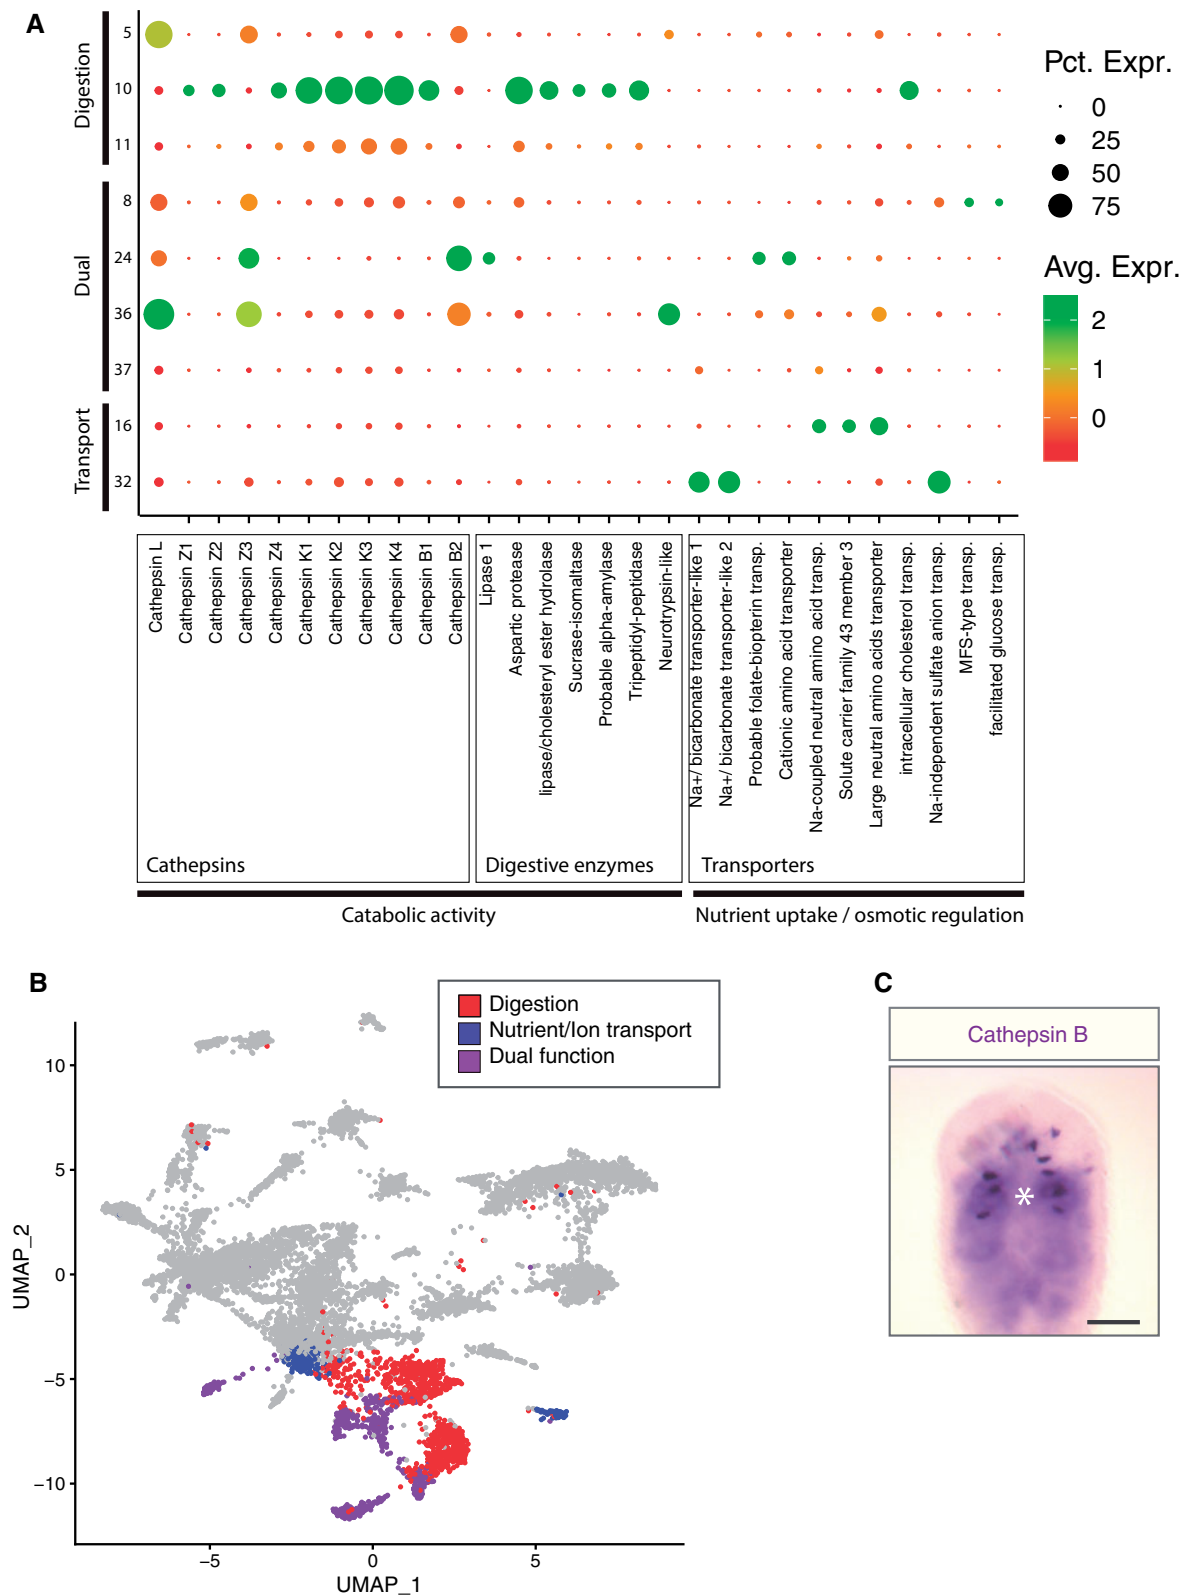 A
Digestion
Dual
Transport
5
10
11
8
24
36
37
16
32
Pct. Expr.
0
25
50
75
Avg. Expr.
2
1
0
Cathepsin L
Cathepsin Z1
Cathepsin Z2
Cathepsin Z3
Cathepsin Z4
Cathepsin K1
Cathepsin K2
Cathepsin K3
Cathepsin K4
Cathepsin B1
Cathepsin B2
Lipase 1
Aspartic protease
lipase/cholesteryl ester hydrolase
Sucrase-isomaltase
Probable alpha-amylase
Tripeptidyl-peptidase
Neurotrypsin-like
Na+/ bicarbonate transporter-like 1
Na+/ bicarbonate transporter-like 2
Probable folate-biopterin transp.
Cationic amino acid transporter
Na-coupled neutral amino acid transp.
Solute carrier family 43 member 3
Large neutral amino acids transporter
intracellular cholesterol transp.
Na-independent sulfate anion transp.
MFS-type transp.
facilitated glucose transp.
Cathepsins
Digestive enzymes
Transporters
Catabolic activity
Nutrient uptake / osmotic regulation
B
Digestion
Nutrient/Ion transport
Dual function
UMAP_2
10
5
0
−5
−10
−5
0
5
UMAP_1
C
Cathepsin B
*